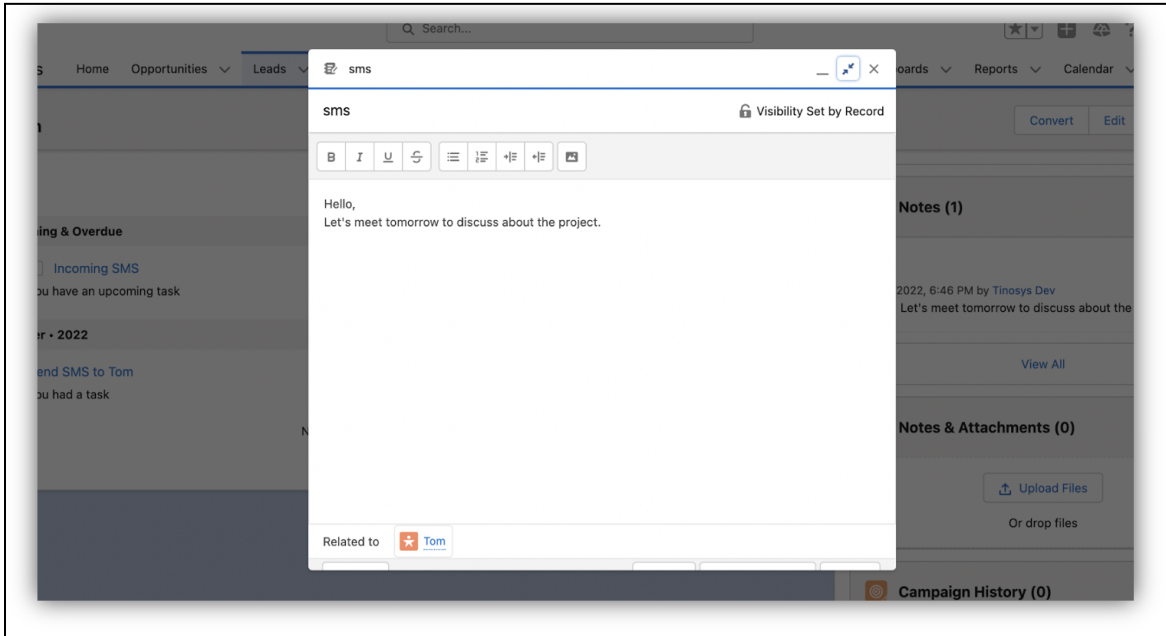 Search...
Home Opportunities Leads Reports Calendar
sms
sms
Visibility Set by Record
Convert Edit
B I U S
Hello,
Let's meet tomorrow to discuss about the project.
Notes (1)
& Overdue
Incoming SMS
have an upcoming task
2022, 6:46 PM by Tinosys Dev
Let's meet tomorrow to discuss about the
• 2022
SMS to Tom
had a task
View All
Notes & Attachments (0)
Upload Files
Or drop files
Related to Tom
Campaign History (0)